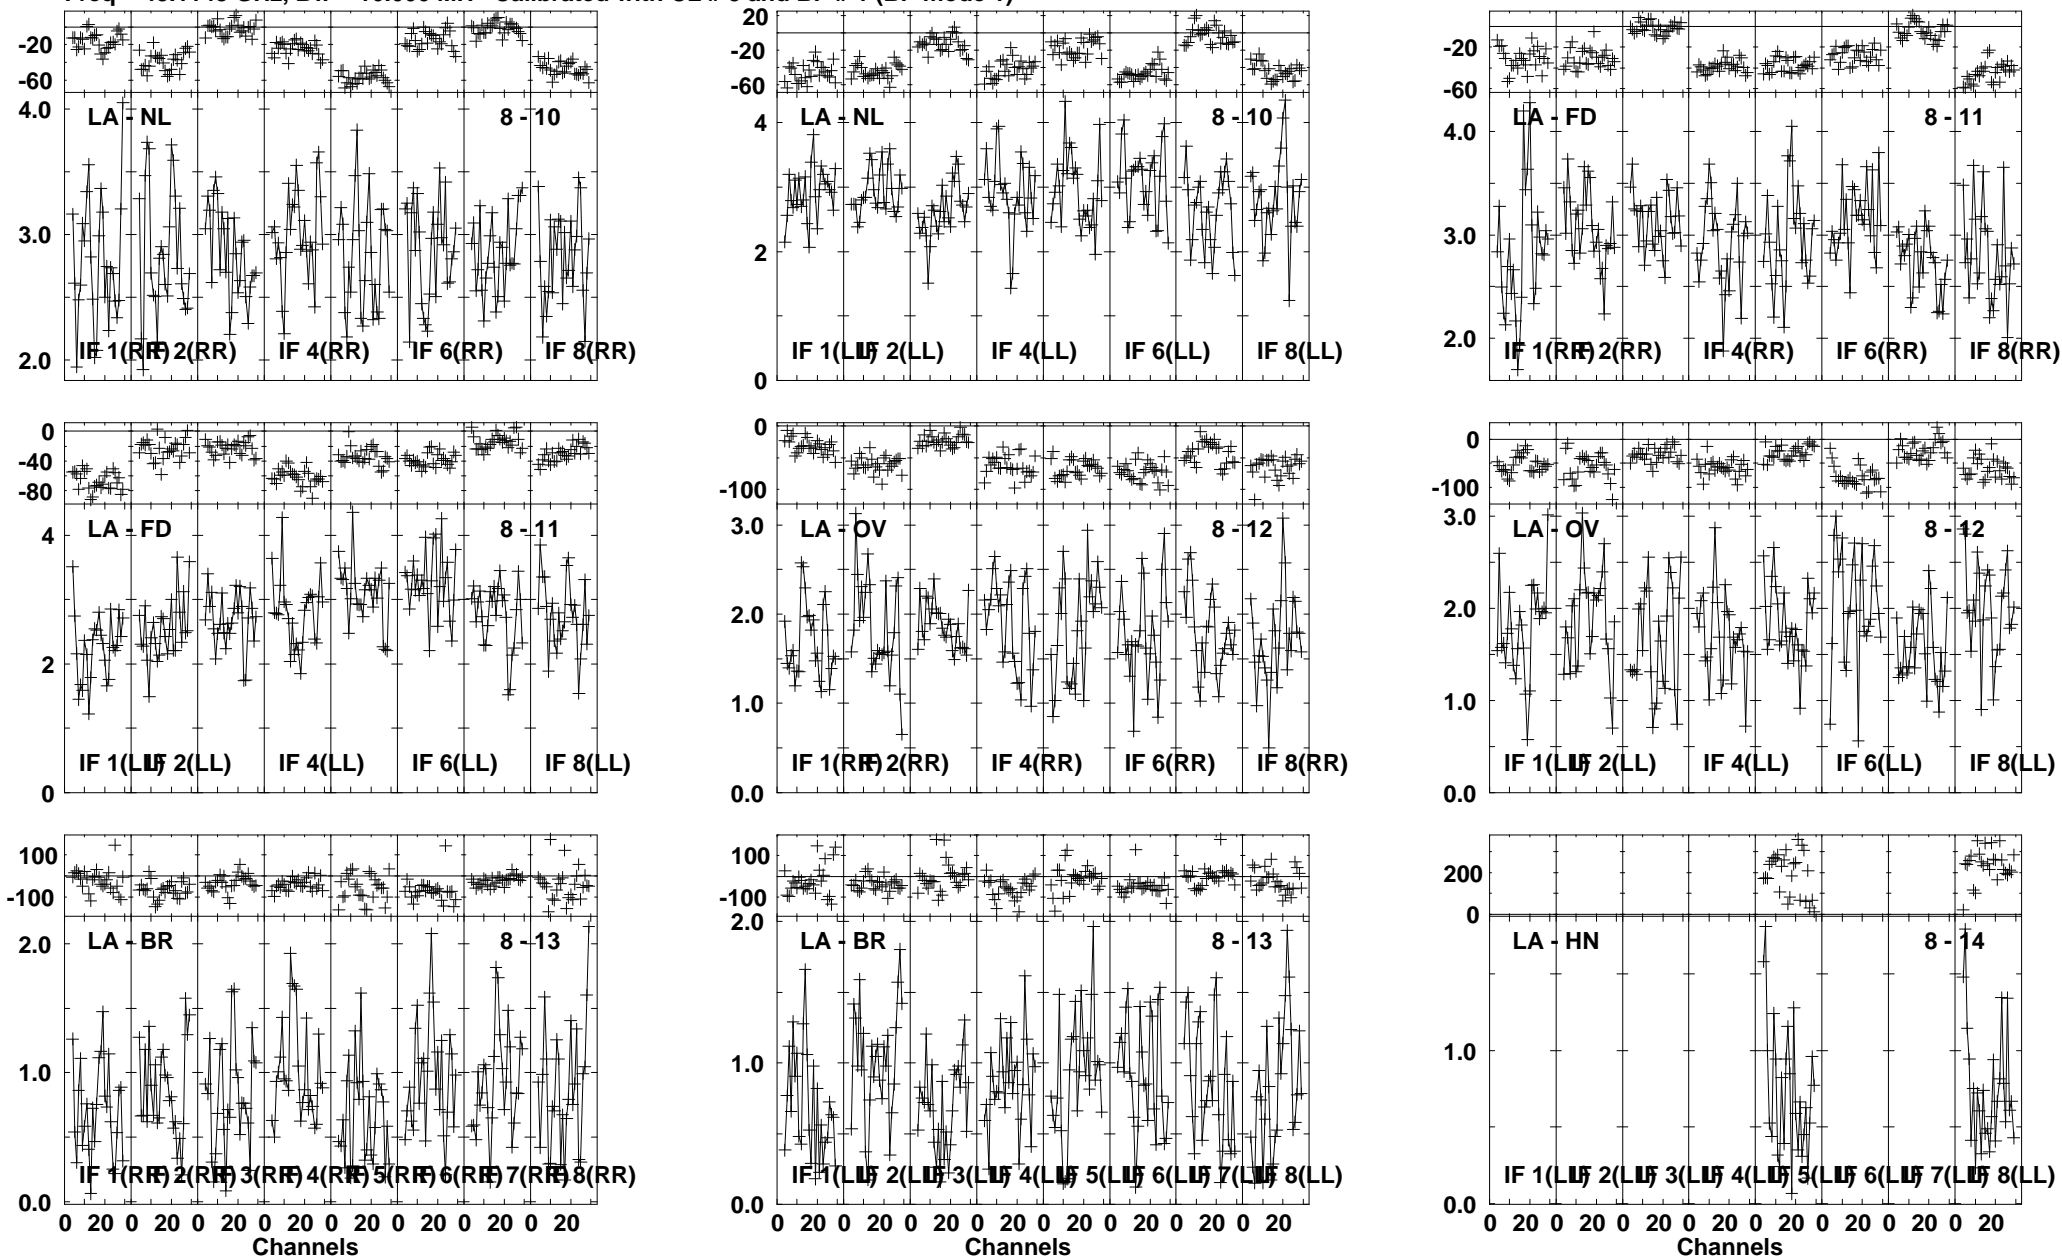 -20
-60
4.0
LA - NL 8 - 10
3.0
IF 1(RR) IF 2(RR) IF 4(RR) IF 6(RR) IF 8(RR)
2.0
20
-20
-60
LA - NL 8 - 10
4
2
IF 1(LL) IF 2(LL) IF 4(LL) IF 6(LL) IF 8(LL)
0
-20
-60
LA - FD 8 - 11
4.0
3.0
2.0
IF 1(RR) IF 2(RR) IF 4(RR) IF 6(RR) IF 8(RR)
0
-40
-80
LA - FD 8 - 11
4
2
IF 1(LL) IF 2(LL) IF 4(LL) IF 6(LL) IF 8(LL)
0
0
-100
3.0
LA - OV 8 - 12
2.0
1.0
IF 1(RR) IF 2(RR) IF 4(RR) IF 6(RR) IF 8(RR)
0.0
0
-100
3.0
LA - OV 8 - 12
2.0
1.0
IF 1(LL) IF 2(LL) IF 4(LL) IF 6(LL) IF 8(LL)
0.0
100
-100
2.0
LA - BR 8 - 13
1.0
IF 1(RR) IF 2(RR) IF 3(RR) IF 4(RR) IF 5(RR) IF 6(RR) IF 7(RR) IF 8(RR)
0.0
0 20 0 20 0 20 0 20 0 20 0 20 0 20 0 20
Channels
100
-100
2.0
LA - BR 8 - 13
1.0
IF 1(LL) IF 2(LL) IF 3(LL) IF 4(LL) IF 5(LL) IF 6(LL) IF 7(LL) IF 8(LL)
0.0
0 20 0 20 0 20 0 20 0 20 0 20 0 20 0 20
Channels
200
0
LA - HN 8 - 14
1.0
IF 1(LL) IF 2(LL) IF 3(LL) IF 4(LL) IF 5(LL) IF 6(LL) IF 7(LL) IF 8(LL)
0.0
0 20 0 20 0 20 0 20 0 20 0 20 0 20 0 20
Channels